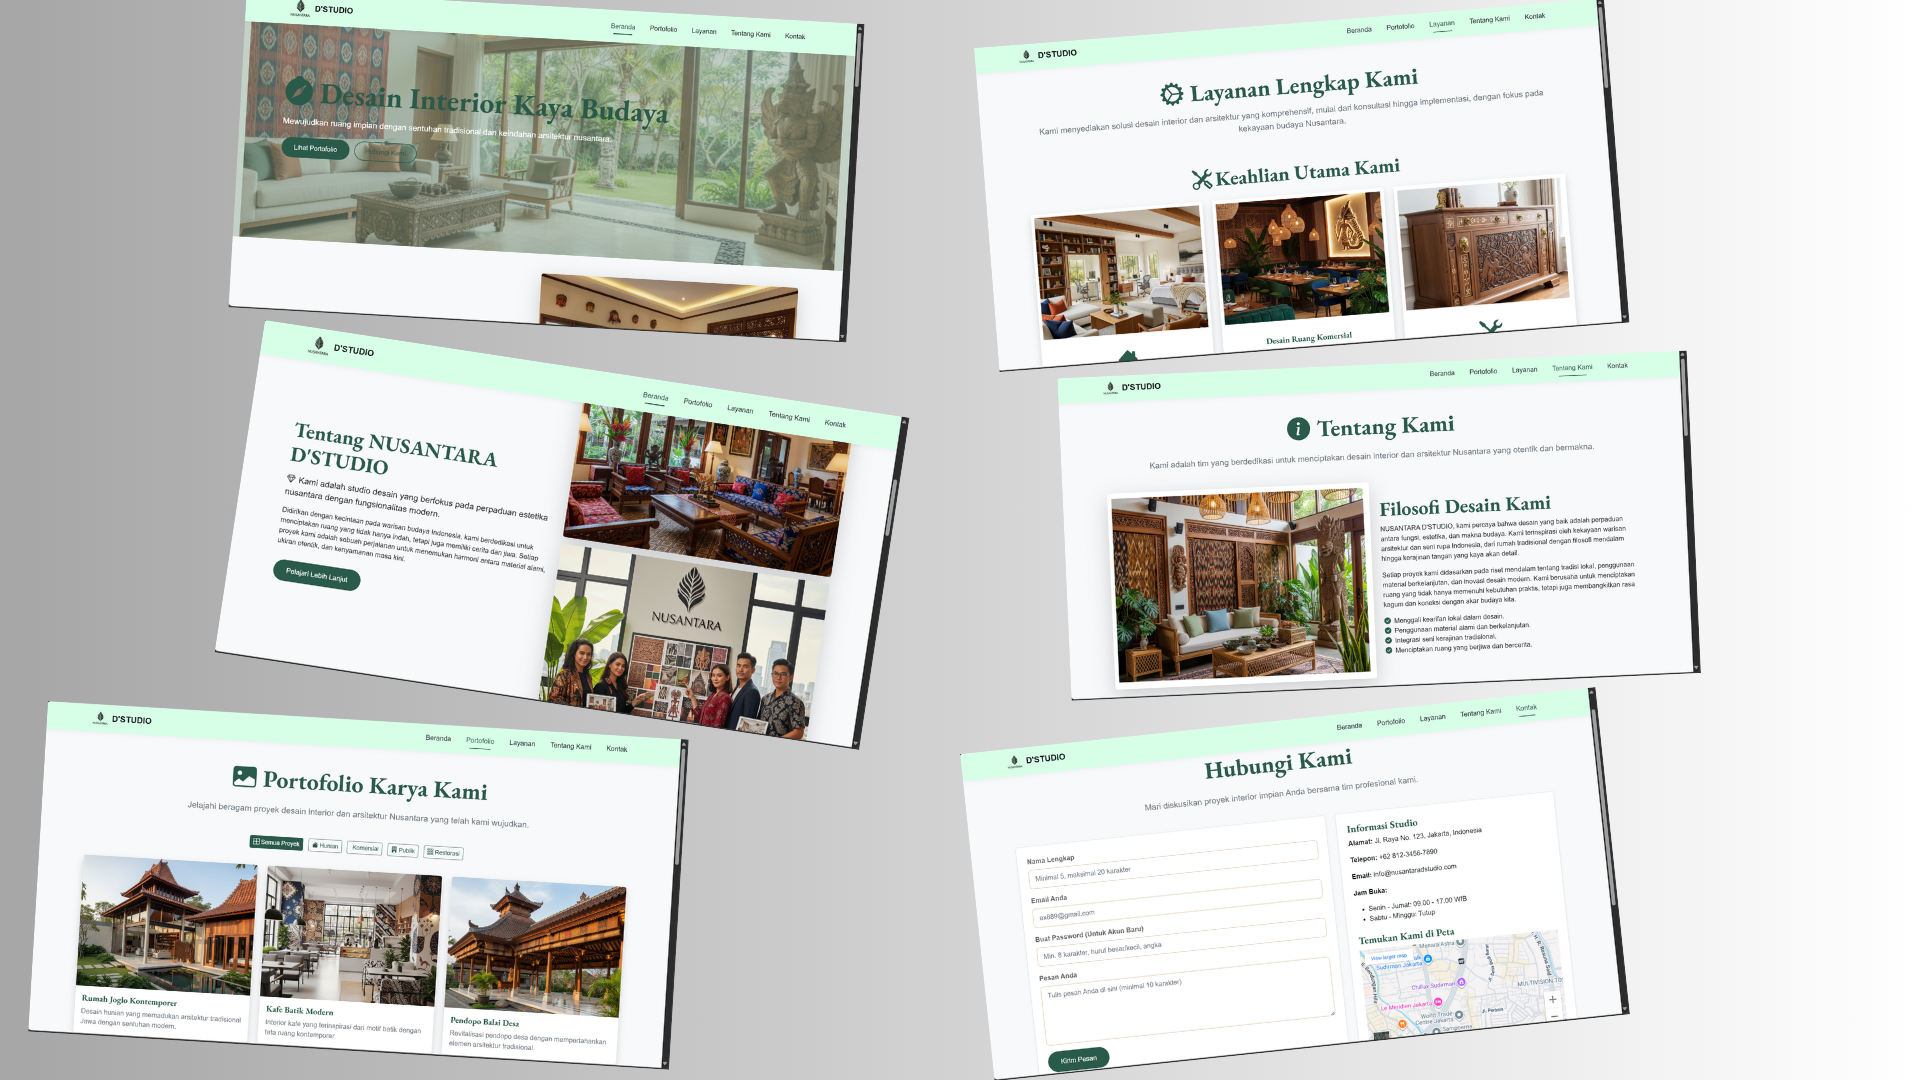 NUSANTARA
D'STUDIO
Beranda
Portofolio
Layanan
Tentang Kami
Kontak
Desain Interior Kaya Budaya
Mewujudkan ruang impian dengan sentuhan tradisional dan keindahan arsitektur nusantara.
Lihat Portofolio
Hubungi Kami
NUSANTARA
D'STUDIO
Beranda
Portofolio
Layanan
Tentang Kami
Kontak
Tentang NUSANTARA
D'STUDIO
Kami adalah studio desain yang berfokus pada perpaduan estetika
nusantara dengan fungsionalitas modern.
Didirikan dengan kecintaan pada warisan budaya Indonesia, kami berdedikasi untuk
menciptakan ruang yang tidak hanya indah, tetapi juga memiliki cerita dan jiwa. Setiap
proyek kami adalah sebuah perjalanan untuk menemukan harmoni antara material alami,
ukiran otentik, dan kenyamanan masa kini.
Pelajari Lebih Lanjut
NUSANTARA
D'STUDIO
Beranda
Portofolio
Layanan
Tentang Kami
Kontak
Portofolio Karya Kami
Jelajahi beragam proyek desain interior dan arsitektur Nusantara yang telah kami wujudkan.
Semua Proyek
Hunian
Komersial
Publik
Restorasi
Rumah Joglo Kontemporer
Desain hunian yang memadukan arsitektur tradisional
Jawa dengan sentuhan modern.
Kafe Batik Modern
Interior kafe yang terinspirasi dari motif batik dengan
tata ruang kontemporer.
Pendopo Balai Desa
Revitalisasi pendopo desa dengan mempertahankan
elemen arsitektur tradisional.
D'STUDIO
Beranda
Portofolio
Layanan
Tentang Kami
Kontak
Layanan Lengkap Kami
Kami menyediakan solusi desain interior dan arsitektur yang komprehensif, mulai dari konsultasi hingga implementasi, dengan fokus pada
kekayaan budaya Nusantara.
Keahlian Utama Kami
Desain Ruang Komersial
D'STUDIO
Beranda
Portofolio
Layanan
Tentang Kami
Kontak
Tentang Kami
Kami adalah tim yang berdedikasi untuk menciptakan desain interior dan arsitektur Nusantara yang otentik dan bermakna.
Filosofi Desain Kami
NUSANTARA D'STUDIO, kami percaya bahwa desain yang baik adalah perpaduan
antara fungsi, estetika, dan makna budaya. Kami terinspirasi oleh kekayaan warisan
arsitektur dan seni rupa Indonesia, dari rumah tradisional dengan filosofi mendalam
hingga kerajinan tangan yang kaya akan detail.
Setiap proyek kami didasarkan pada riset mendalam tentang tradisi lokal, penggunaan
material berkelanjutan, dan inovasi desain modern. Kami berusaha untuk menciptakan
ruang yang tidak hanya memenuhi kebutuhan praktis, tetapi juga membangkitkan rasa
kagum dan koneksi dengan akar budaya kita.
Menggali kearifan lokal dalam desain.
Penggunaan material alami dan berkelanjutan.
Integrasi seni kerajinan tradisional.
Menciptakan ruang yang berjiwa dan bercerita.
D'STUDIO
Beranda
Portofolio
Layanan
Tentang Kami
Kontak
Hubungi Kami
Mari diskusikan proyek interior impian Anda bersama tim profesional kami.
Nama Lengkap
Minimal 5, maksimal 20 karakter
Email Anda
ex889@gmail.com
Buat Password (Untuk Akun Baru)
Min. 8 karakter, huruf besar/kecil, angka
Pesan Anda
Tulis pesan Anda di sini (minimal 10 karakter)
Kirim Pesan
Informasi Studio
Alamat: Jl. Raya No. 123, Jakarta, Indonesia
Telepon: +62 812-3456-7890
Email: info@nusantaradstudio.com
Jam Buka:
Senin - Jumat: 09.00 - 17.00 WIB
Sabtu - Minggu: Tutup
Temukan Kami di Peta
View larger map
Menara Astra
Sudirman Jakarta
Chillax Sudirman
Le Meridien Jakarta
World Trade
Centre Jakarta
Sampoerna